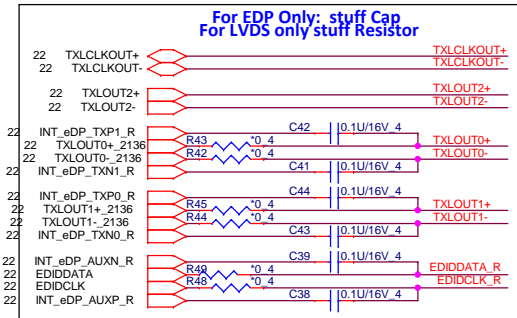 For EDP Only: stuff Cap
For LVDS only stuff Resistor
22 TXLCLKOUT+ TXLCLKOUT+
22 TXLCLKOUT- TXLCLKOUT-
22 TXLOUT2+ TXLOUT2+
22 TXLOUT2- TXLOUT2-
22 INT_eDP_TXP1_R C42 0.1U/16V_4
22 TXLOUT0+_2136 R43 *0_4 TXLOUT0+
22 TXLOUT0-_2136 R42 *0_4 TXLOUT0-
22 INT_eDP_TXN1_R C41 0.1U/16V_4
22 INT_eDP_TXP0_R C44 0.1U/16V_4
22 TXLOUT1+_2136 R45 *0_4 TXLOUT1+
22 TXLOUT1-_2136 R44 *0_4 TXLOUT1-
22 INT_eDP_TXN0_R C43 0.1U/16V_4
22 INT_eDP_AUXN_R C39 0.1U/16V_4
22 EDIDDATA R49 *0_4 EDIDDATA_R
22 EDIDCLK R48 *0_4 EDIDCLK_R
22 INT_eDP_AUXP_R C38 0.1U/16V_4